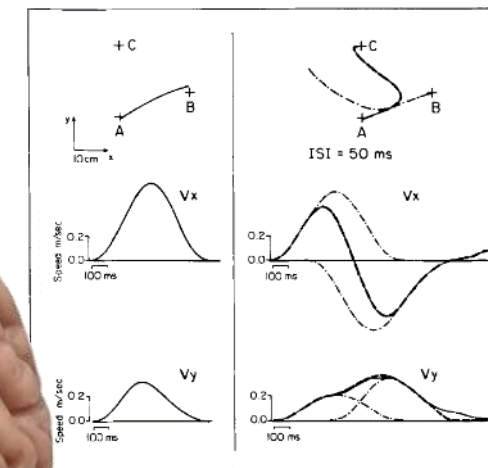 + C
+ B
+ A
y
x
10cm
Vx
Speed m/sec
0.2
0.0
100 ms
Vy
Speed m/sec
0.2
0.0
100 ms
+ C
+ B
+ A
ISI = 50 ms
Vx
0.2
0.0
100 ms
Vy
0.2
0.0
100 ms